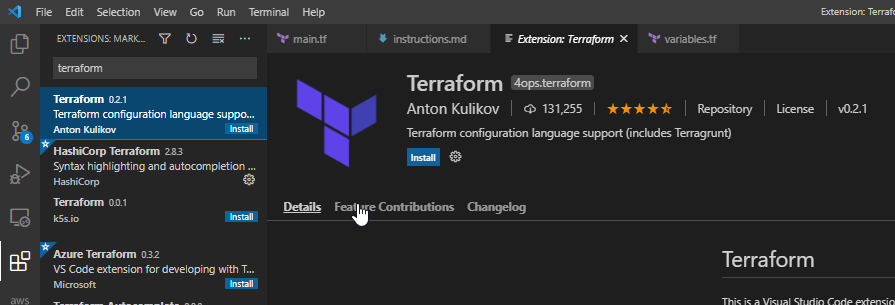 File Edit Selection View Go Run Terminal Help Extension: Terrafo
EXTENSIONS: MARK... main.tf instructions.md Extension: Terraform variables.tf
terraform
Terraform 0.2.1
Terraform configuration language suppo...
Anton Kulikov Install
HashiCorp Terraform 2.8.3
Syntax highlighting and autocompletion ...
HashiCorp
Terraform 0.0.1
k5s.io Install
Azure Terraform 0.3.2
VS Code extension for developing with T...
Microsoft Install
Terraform Autocomplete
6
aws
Terraform 4ops.terraform
Anton Kulikov 131,255 Repository License v0.2.1
Terraform configuration language support (includes Terragrunt)
Install
Details Feature Contributions Changelog
Terraform
This is a Visual Studio Code extension